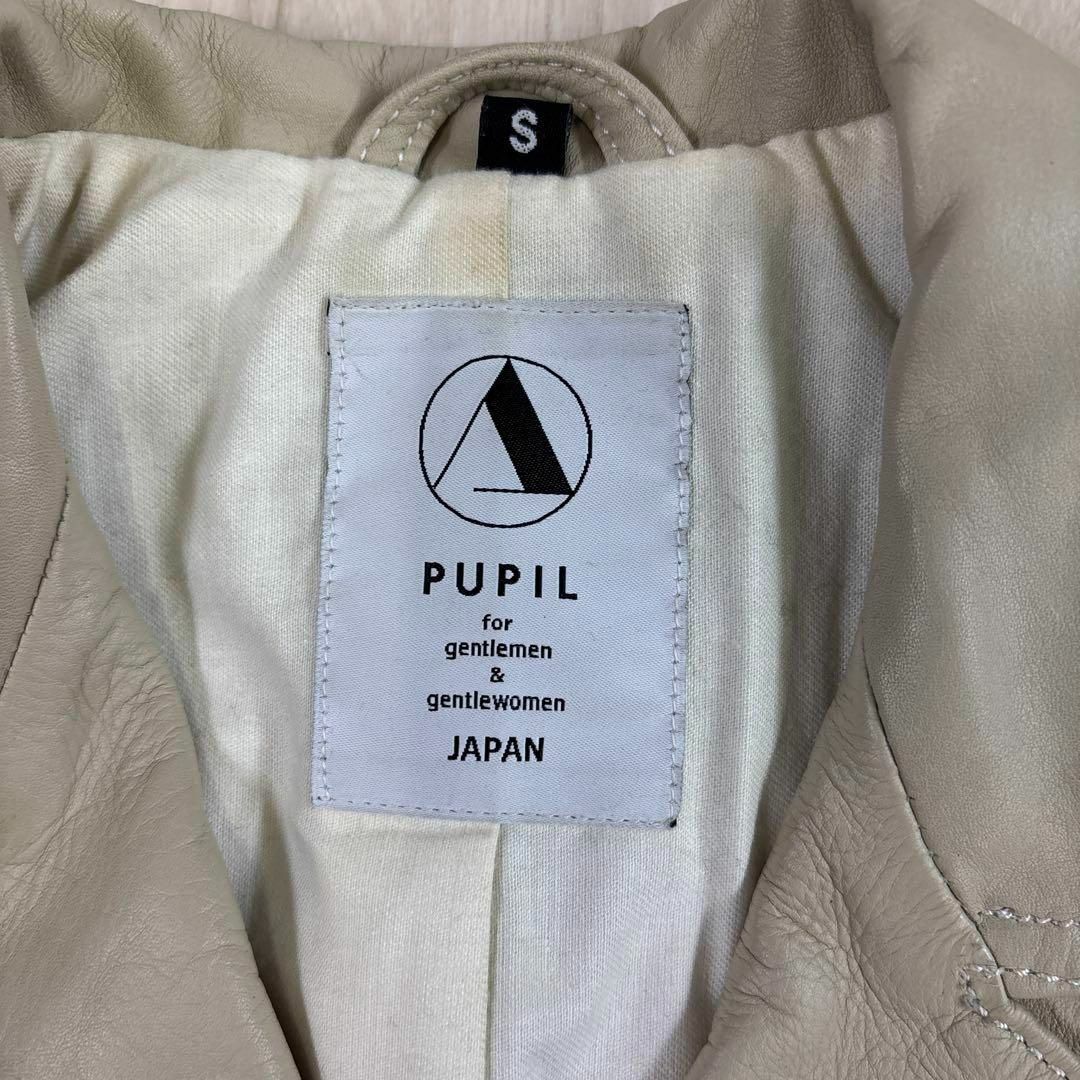 S
PUPIL
for
gentlemen
&
gentlewomen
JAPAN